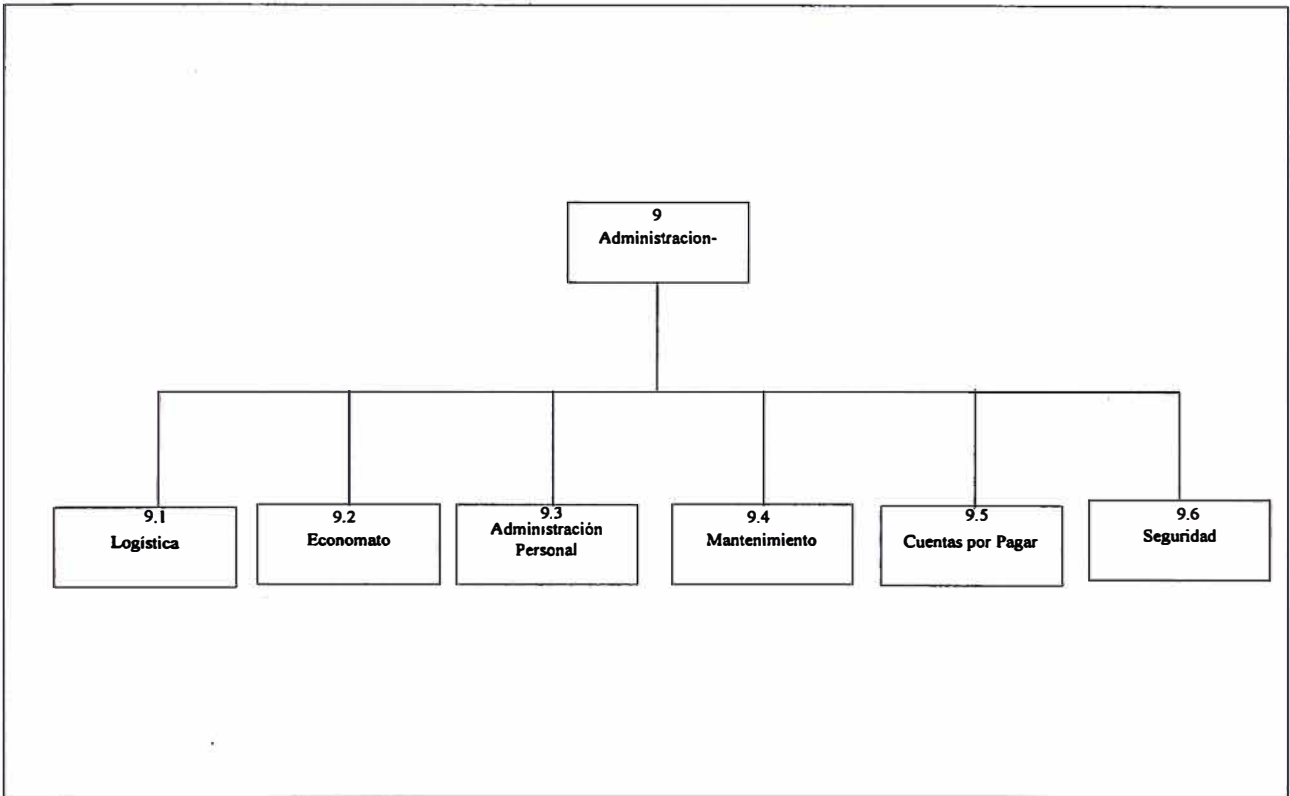 9
Administracion-
9.1
Logística
9.2
Economato
9.3
Administración
Personal
9.4
Mantenimiento
9.5
Cuentas por Pagar
9.6
Seguridad